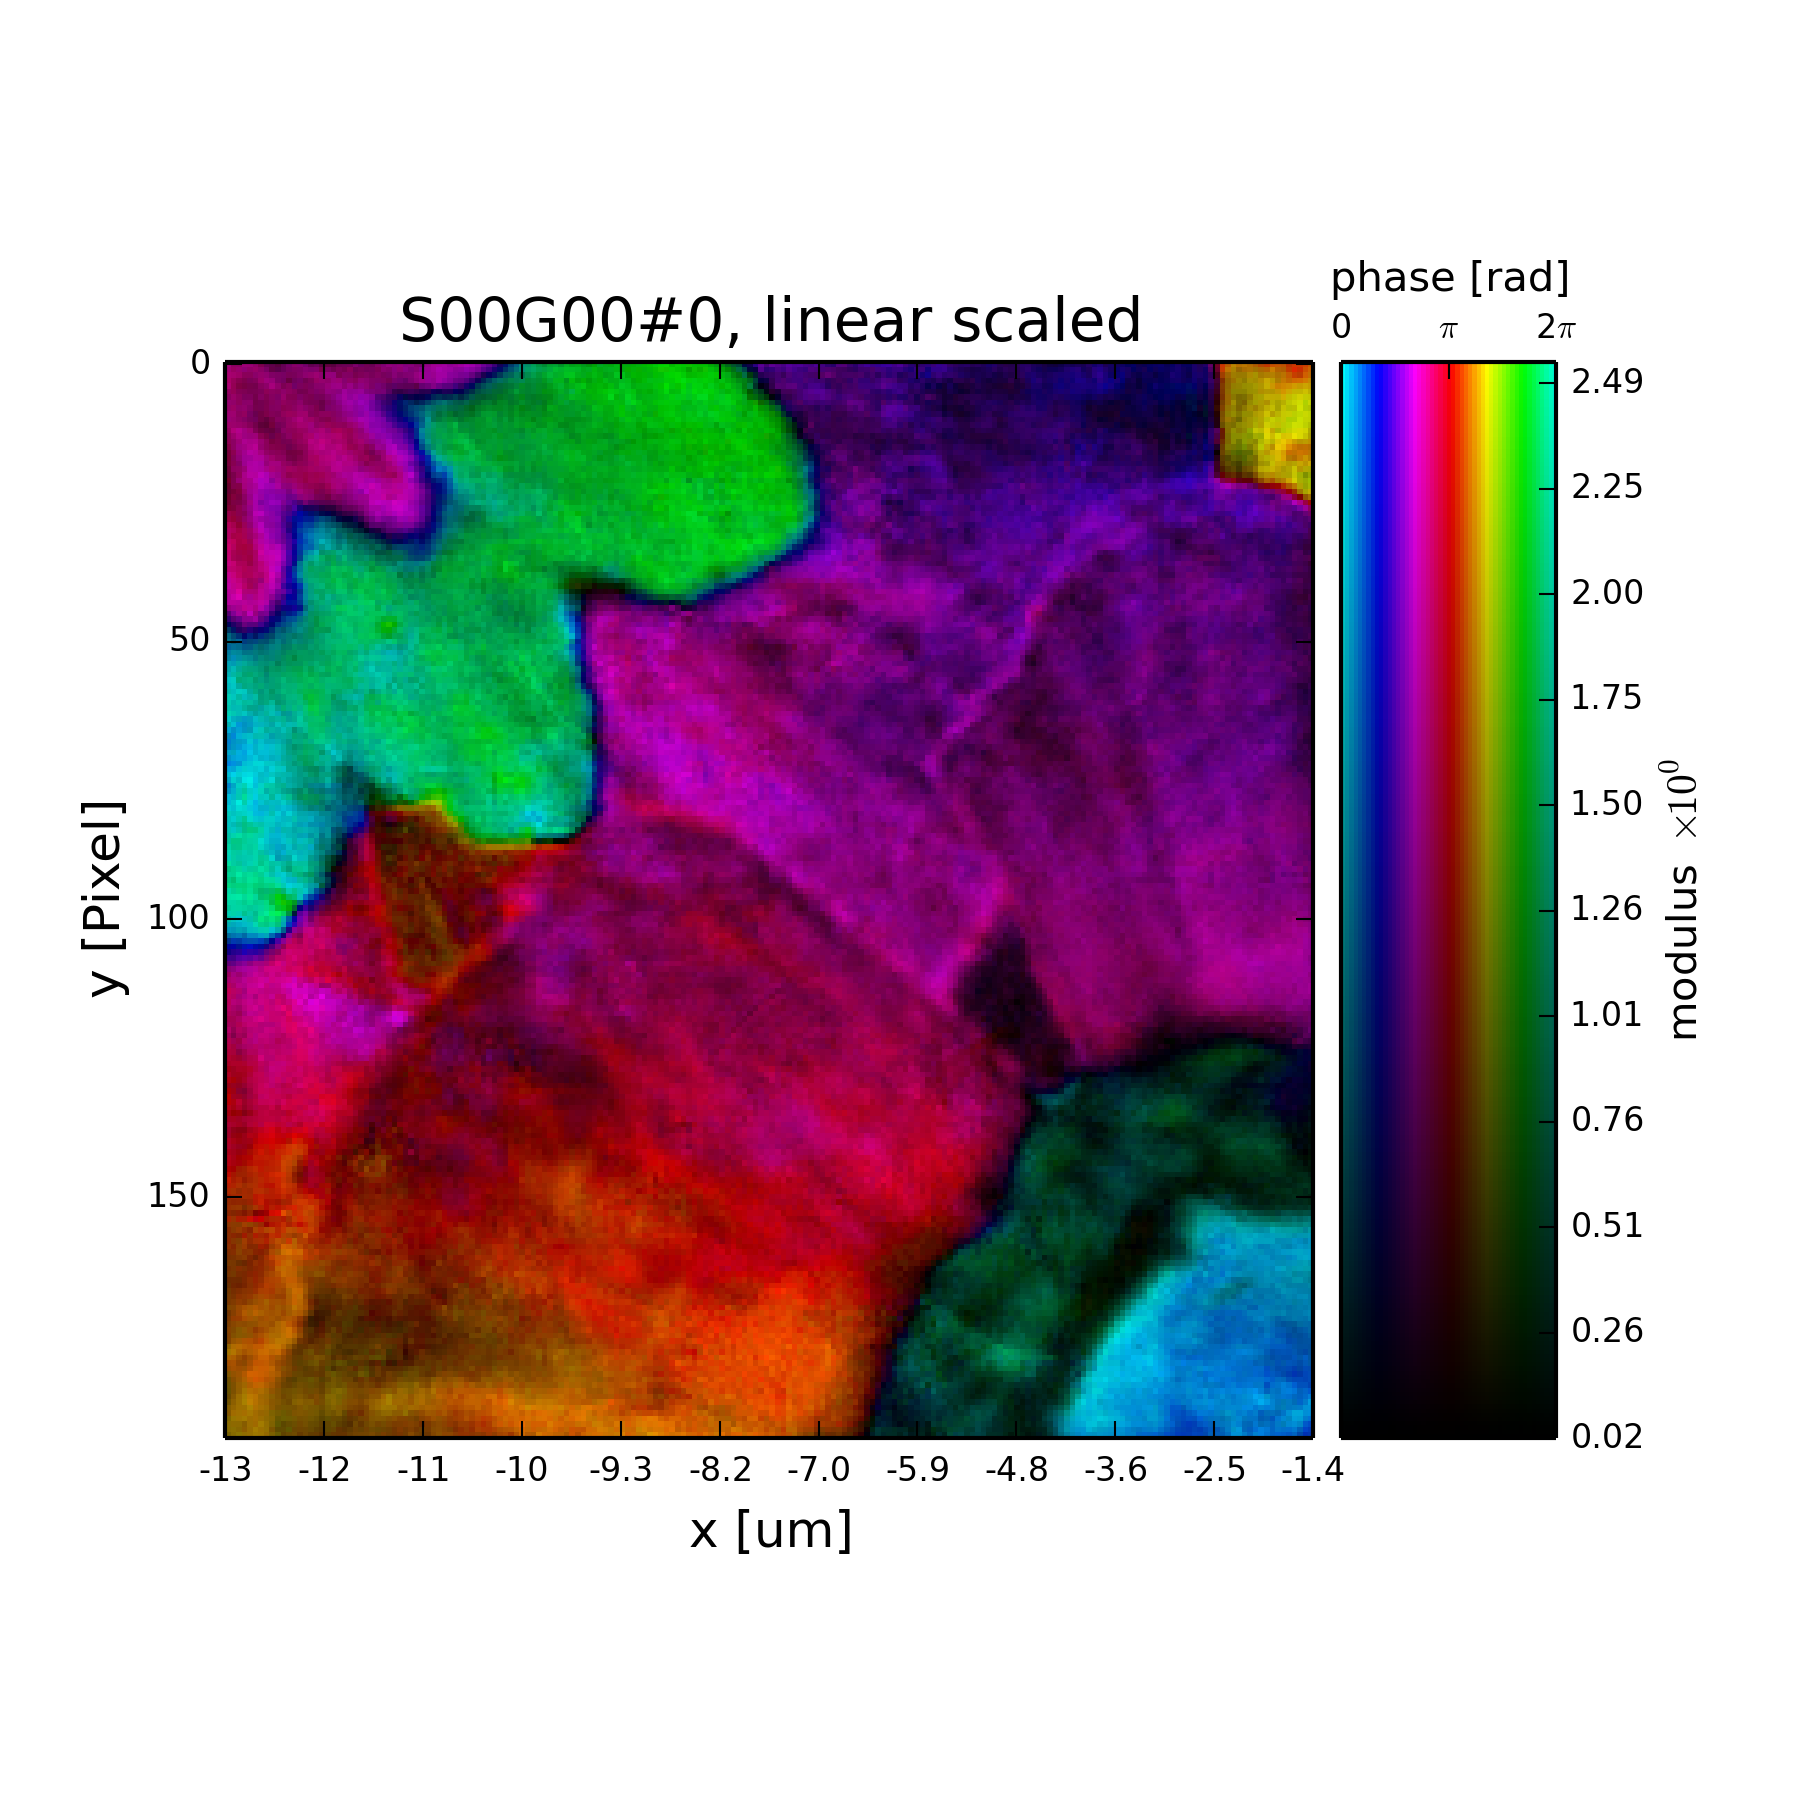 phase [rad]
0 π 2π
S00G00#0, linear scaled
0
50
100
150
y [Pixel]
-13 -12 -11 -10 -9.3 -8.2 -7.0 -5.9 -4.8 -3.6 -2.5 -1.4
x [um]
2.49
2.25
2.00
1.75
1.50
1.26
1.01
0.76
0.51
0.26
0.02
modulus ×10⁰